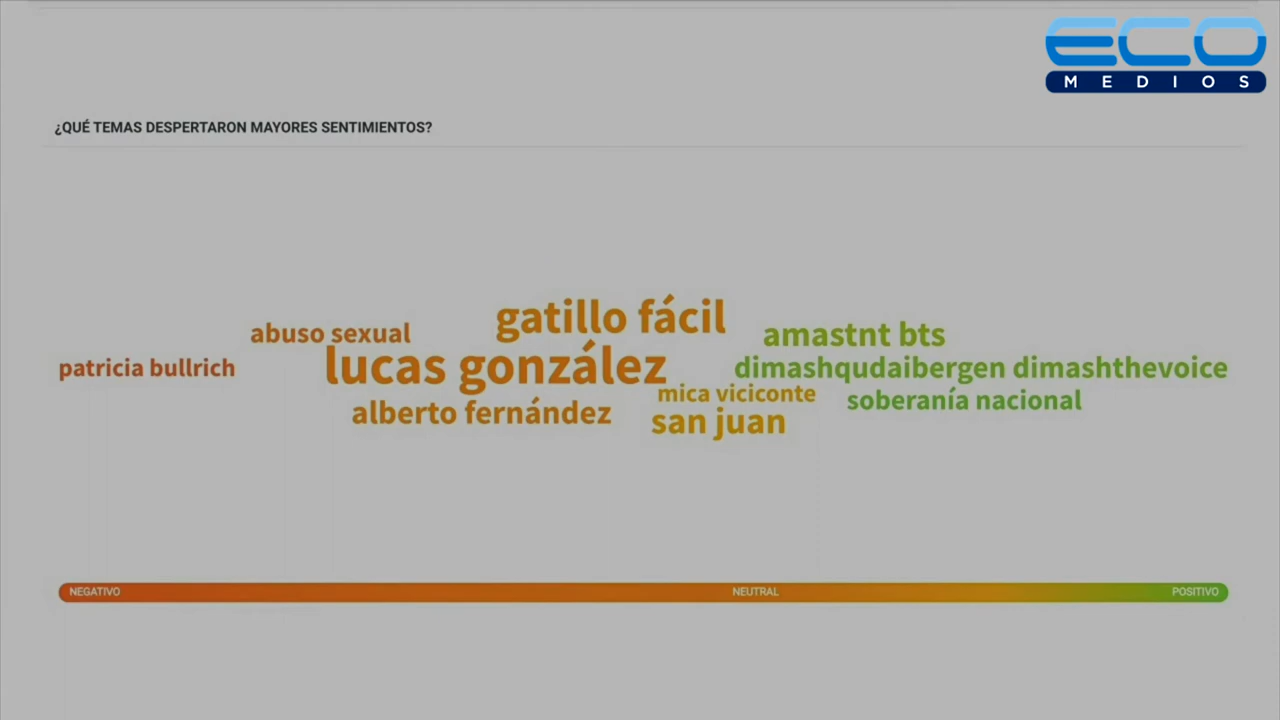 ECO
MEDIOS
¿QUÉ TEMAS DESPERTARON MAYORES SENTIMIENTOS?
gatillo fácil
abuso sexual
amastnt bts
patricia bullrich
lucas gonzález
dimashqudaibergen dimashthevoice
mica viciconte
soberanía nacional
alberto fernández
san juan
NEGATIVO
NEUTRAL
POSITIVO